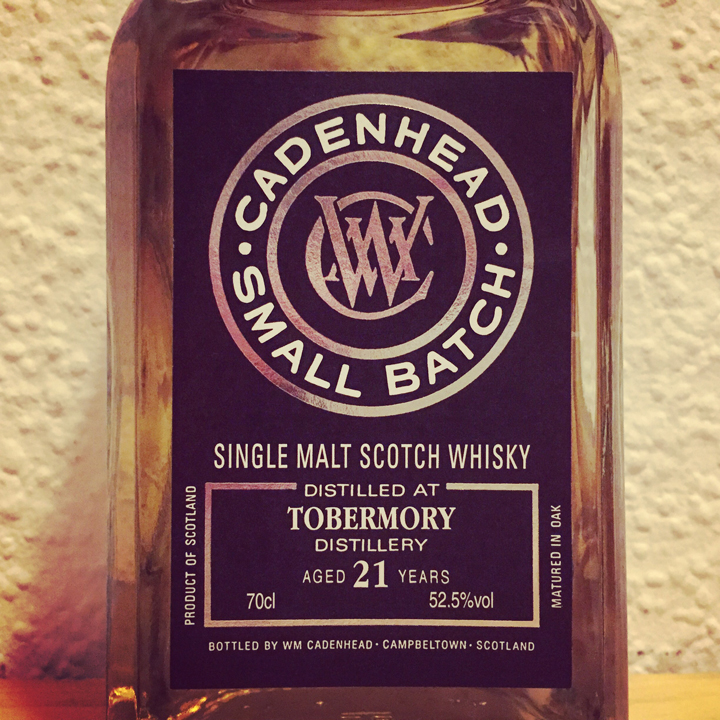 CADENHEAD
SMALL BATCH
WC
SINGLE MALT SCOTCH WHISKY
DISTILLED AT
TOBERMORY
DISTILLERY
AGED 21 YEARS
70cl 52.5%vol
PRODUCT OF SCOTLAND
MATURED IN OAK
BOTTLED BY WM CADENHEAD · CAMPBELTOWN · SCOTLAND